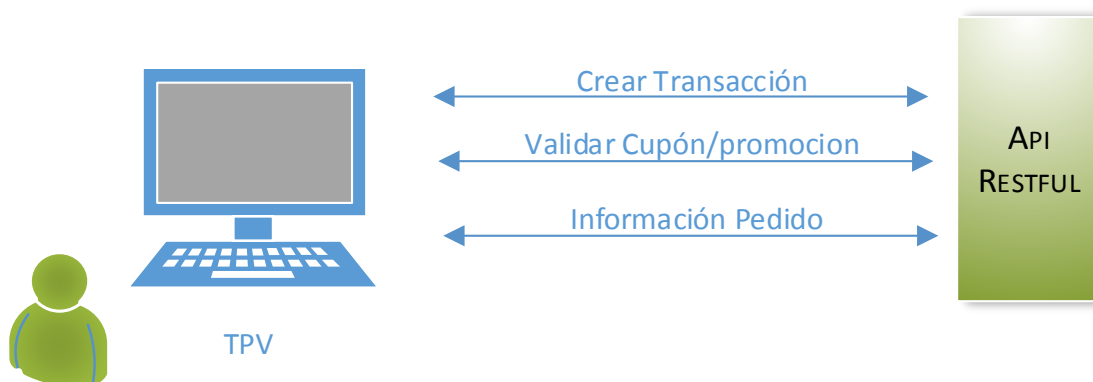 Crear Transacción
Validar Cupón/promocion
Información Pedido
API
RESTFUL
TPV